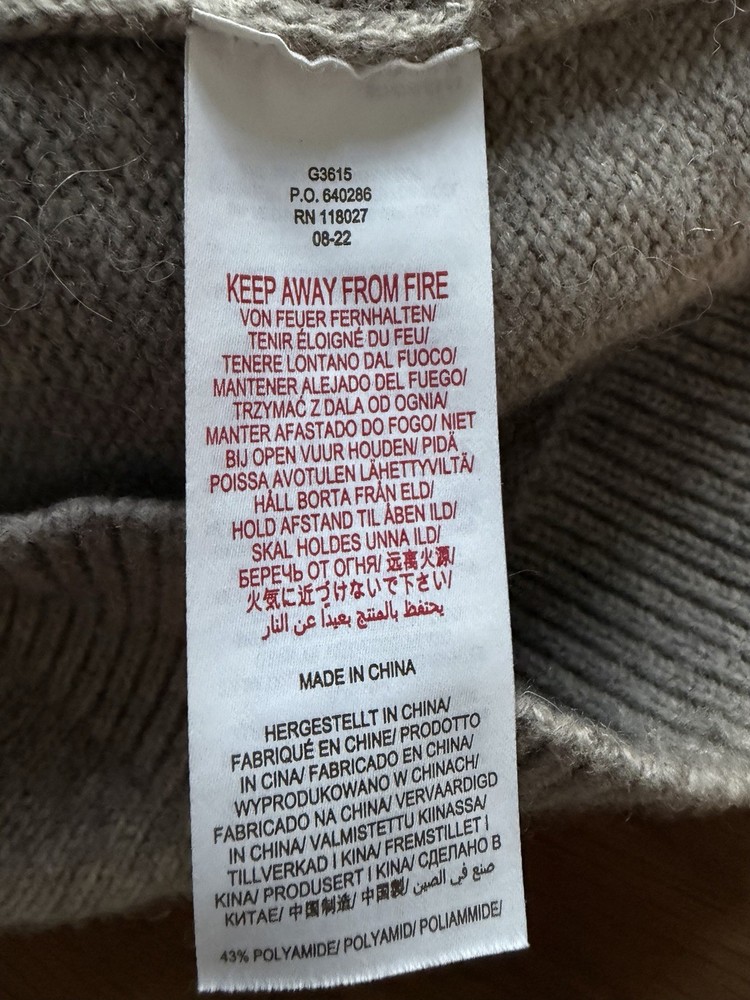 G3615
P.O. 640286
RN 118027
08-22
KEEP AWAY FROM FIRE
VON FEUER FERNHALTEN/
TENIR ÉLOIGNÉ DU FEU/
TENERE LONTANO DAL FUOCO/
MANTENER ALEJADO DEL FUEGO/
TRZYMAĆ Z DALA OD OGNIA/
MANTER AFASTADO DO FOGO/ NIET
BIJ OPEN VUUR HOUDEN/ PIDÄ
POISSA AVOTULEN LÄHETTYVILTÄ/
HÅLL BORTA FRÅN ELD/
HOLD AFSTAND TIL ÅBEN ILD/
SKAL HOLDES UNNA ILD/
БЕРЕЧЬ ОТ ОГНЯ/ 远离火源/
火気に近づけないで下さい/
يحتفظ بالمنتج بعيداً عن النار
MADE IN CHINA
HERGESTELLT IN CHINA/
FABRIQUÉ EN CHINE/ PRODOTTO
IN CINA/ FABRICADO EN CHINA/
WYPRODUKOWANO W CHINACH/
FABRICADO NA CHINA/ VERVAARDIGD
IN CHINA/ VALMISTETTU KIINASSA/
TILLVERKAD I KINA/ FREMSTILLET I
KINA/ PRODUSERT I KINA/ СДЕЛАНО В
КИТАЕ/ 中国制造/ 中国製/ صنع في الصين
43% POLYAMIDE/ POLYAMID/ POLIAMMIDE/